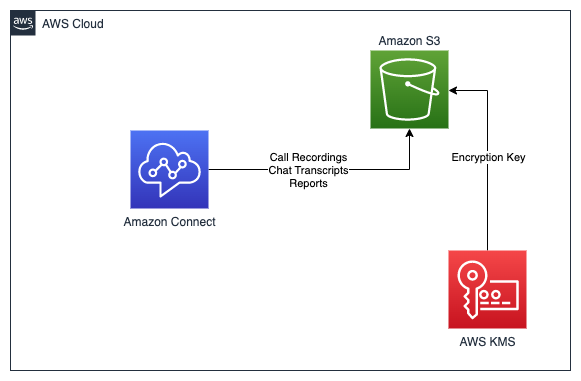 aws
AWS Cloud
Amazon S3
Call Recordings
Chat Transcripts
Reports
Encryption Key
Amazon Connect
AWS KMS